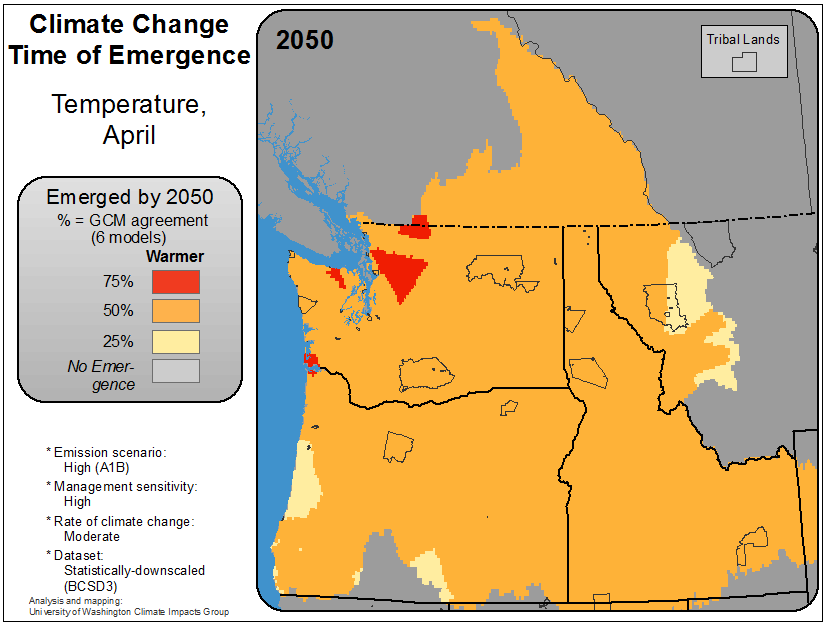 Climate Change
Time of Emergence
Temperature,
April
Emerged by 2050
% = GCM agreement
(6 models)
Warmer
75%
50%
25%
No Emer-
gence
* Emission scenario:
High (A1B)
* Management sensitivity:
High
* Rate of climate change:
Moderate
* Dataset:
Statistically-downscaled
(BCSD3)
Analysis and mapping:
University of Washington Climate Impacts Group
2050
Tribal Lands